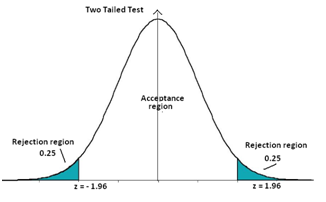 Two Tailed Test
Acceptance
region
Rejection region
0.25
Rejection region
0.25
z = - 1.96
z = 1.96